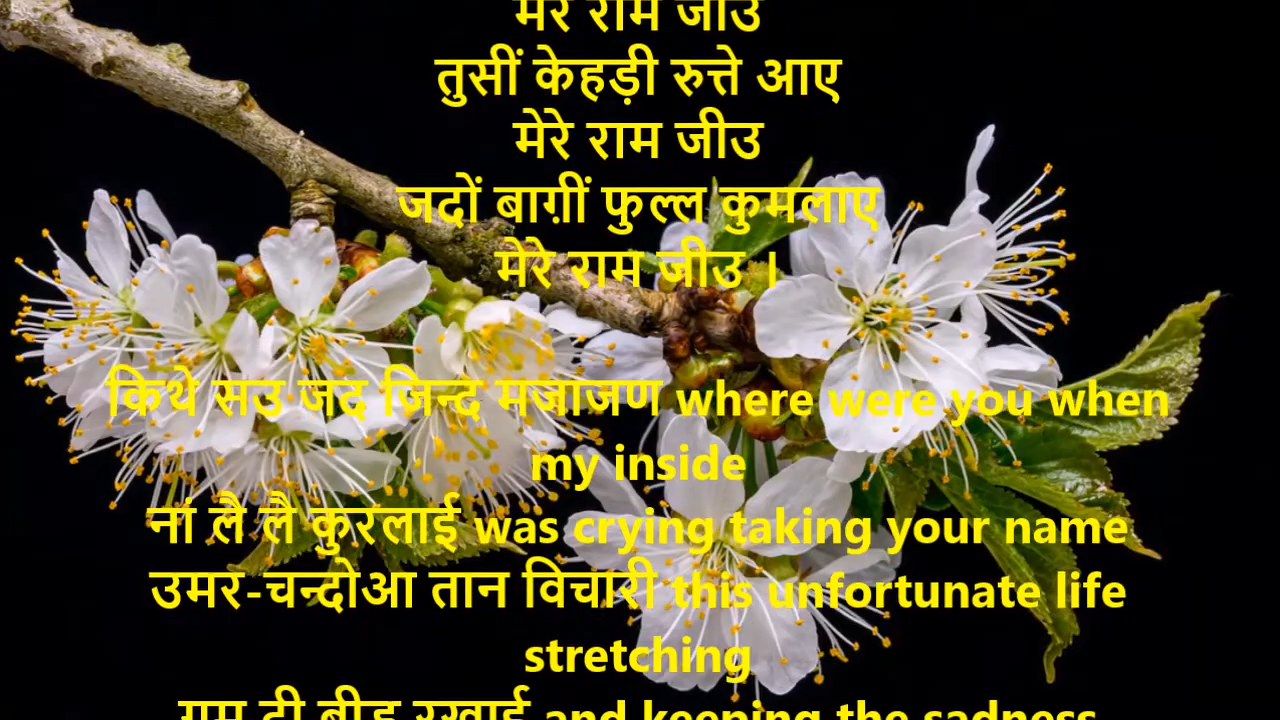 मेरे राम जीउ
तुसीं केहड़ी रुत्ते आए
मेरे राम जीउ
जदों बाग़ीं फुल्ल कुमलाए
मेरे राम जीउ ।
किथे सउ जद जिन्द मजाजण where were you when
my inside
नां लै लै कुरलाई was crying taking your name
उमर-चन्दोआ तान विचारी this unfortunate life
stretching
ग़म दी बीड़ रखाई and keeping the sadness